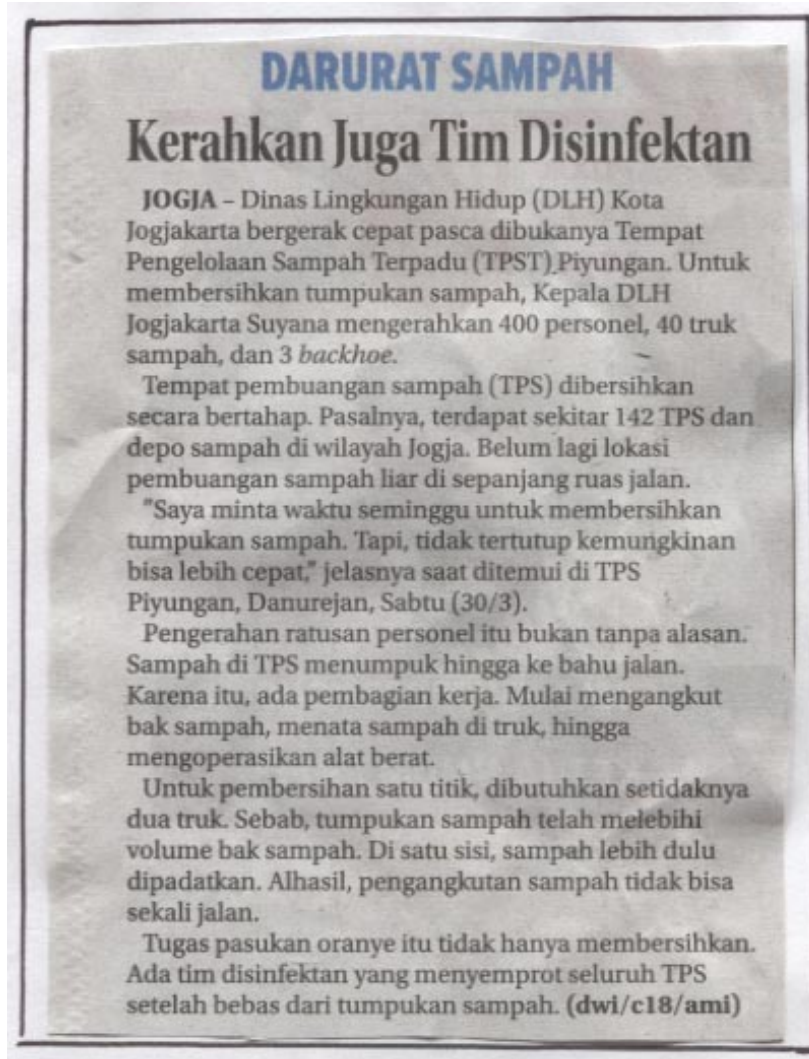 DARURAT SAMPAH
Kerahkan Juga Tim Disinfektan
JOGJA – Dinas Lingkungan Hidup (DLH) Kota
Jogjakarta bergerak cepat pasca dibukanya Tempat
Pengelolaan Sampah Terpadu (TPST) Piyungan. Untuk
membersihkan tumpukan sampah, Kepala DLH
Jogjakarta Suyana mengerahkan 400 personel, 40 truk
sampah, dan 3 backhoe.
Tempat pembuangan sampah (TPS) dibersihkan
secara bertahap. Pasalnya, terdapat sekitar 142 TPS dan
depo sampah di wilayah Jogja. Belum lagi lokasi
pembuangan sampah liar di sepanjang ruas jalan.
"Saya minta waktu seminggu untuk membersihkan
tumpukan sampah. Tapi, tidak tertutup kemungkinan
bisa lebih cepat," jelasnya saat ditemui di TPS
Piyungan, Danurejan, Sabtu (30/3).
Pengerahan ratusan personel itu bukan tanpa alasan.
Sampah di TPS menumpuk hingga ke bahu jalan.
Karena itu, ada pembagian kerja. Mulai mengangkut
bak sampah, menata sampah di truk, hingga
mengoperasikan alat berat.
Untuk pembersihan satu titik, dibutuhkan setidaknya
dua truk. Sebab, tumpukan sampah telah melebihi
volume bak sampah. Di satu sisi, sampah lebih dulu
dipadatkan. Alhasil, pengangkutan sampah tidak bisa
sekali jalan.
Tugas pasukan oranye itu tidak hanya membersihkan.
Ada tim disinfektan yang menyemprot seluruh TPS
setelah bebas dari tumpukan sampah. (dwi/c18/ami)